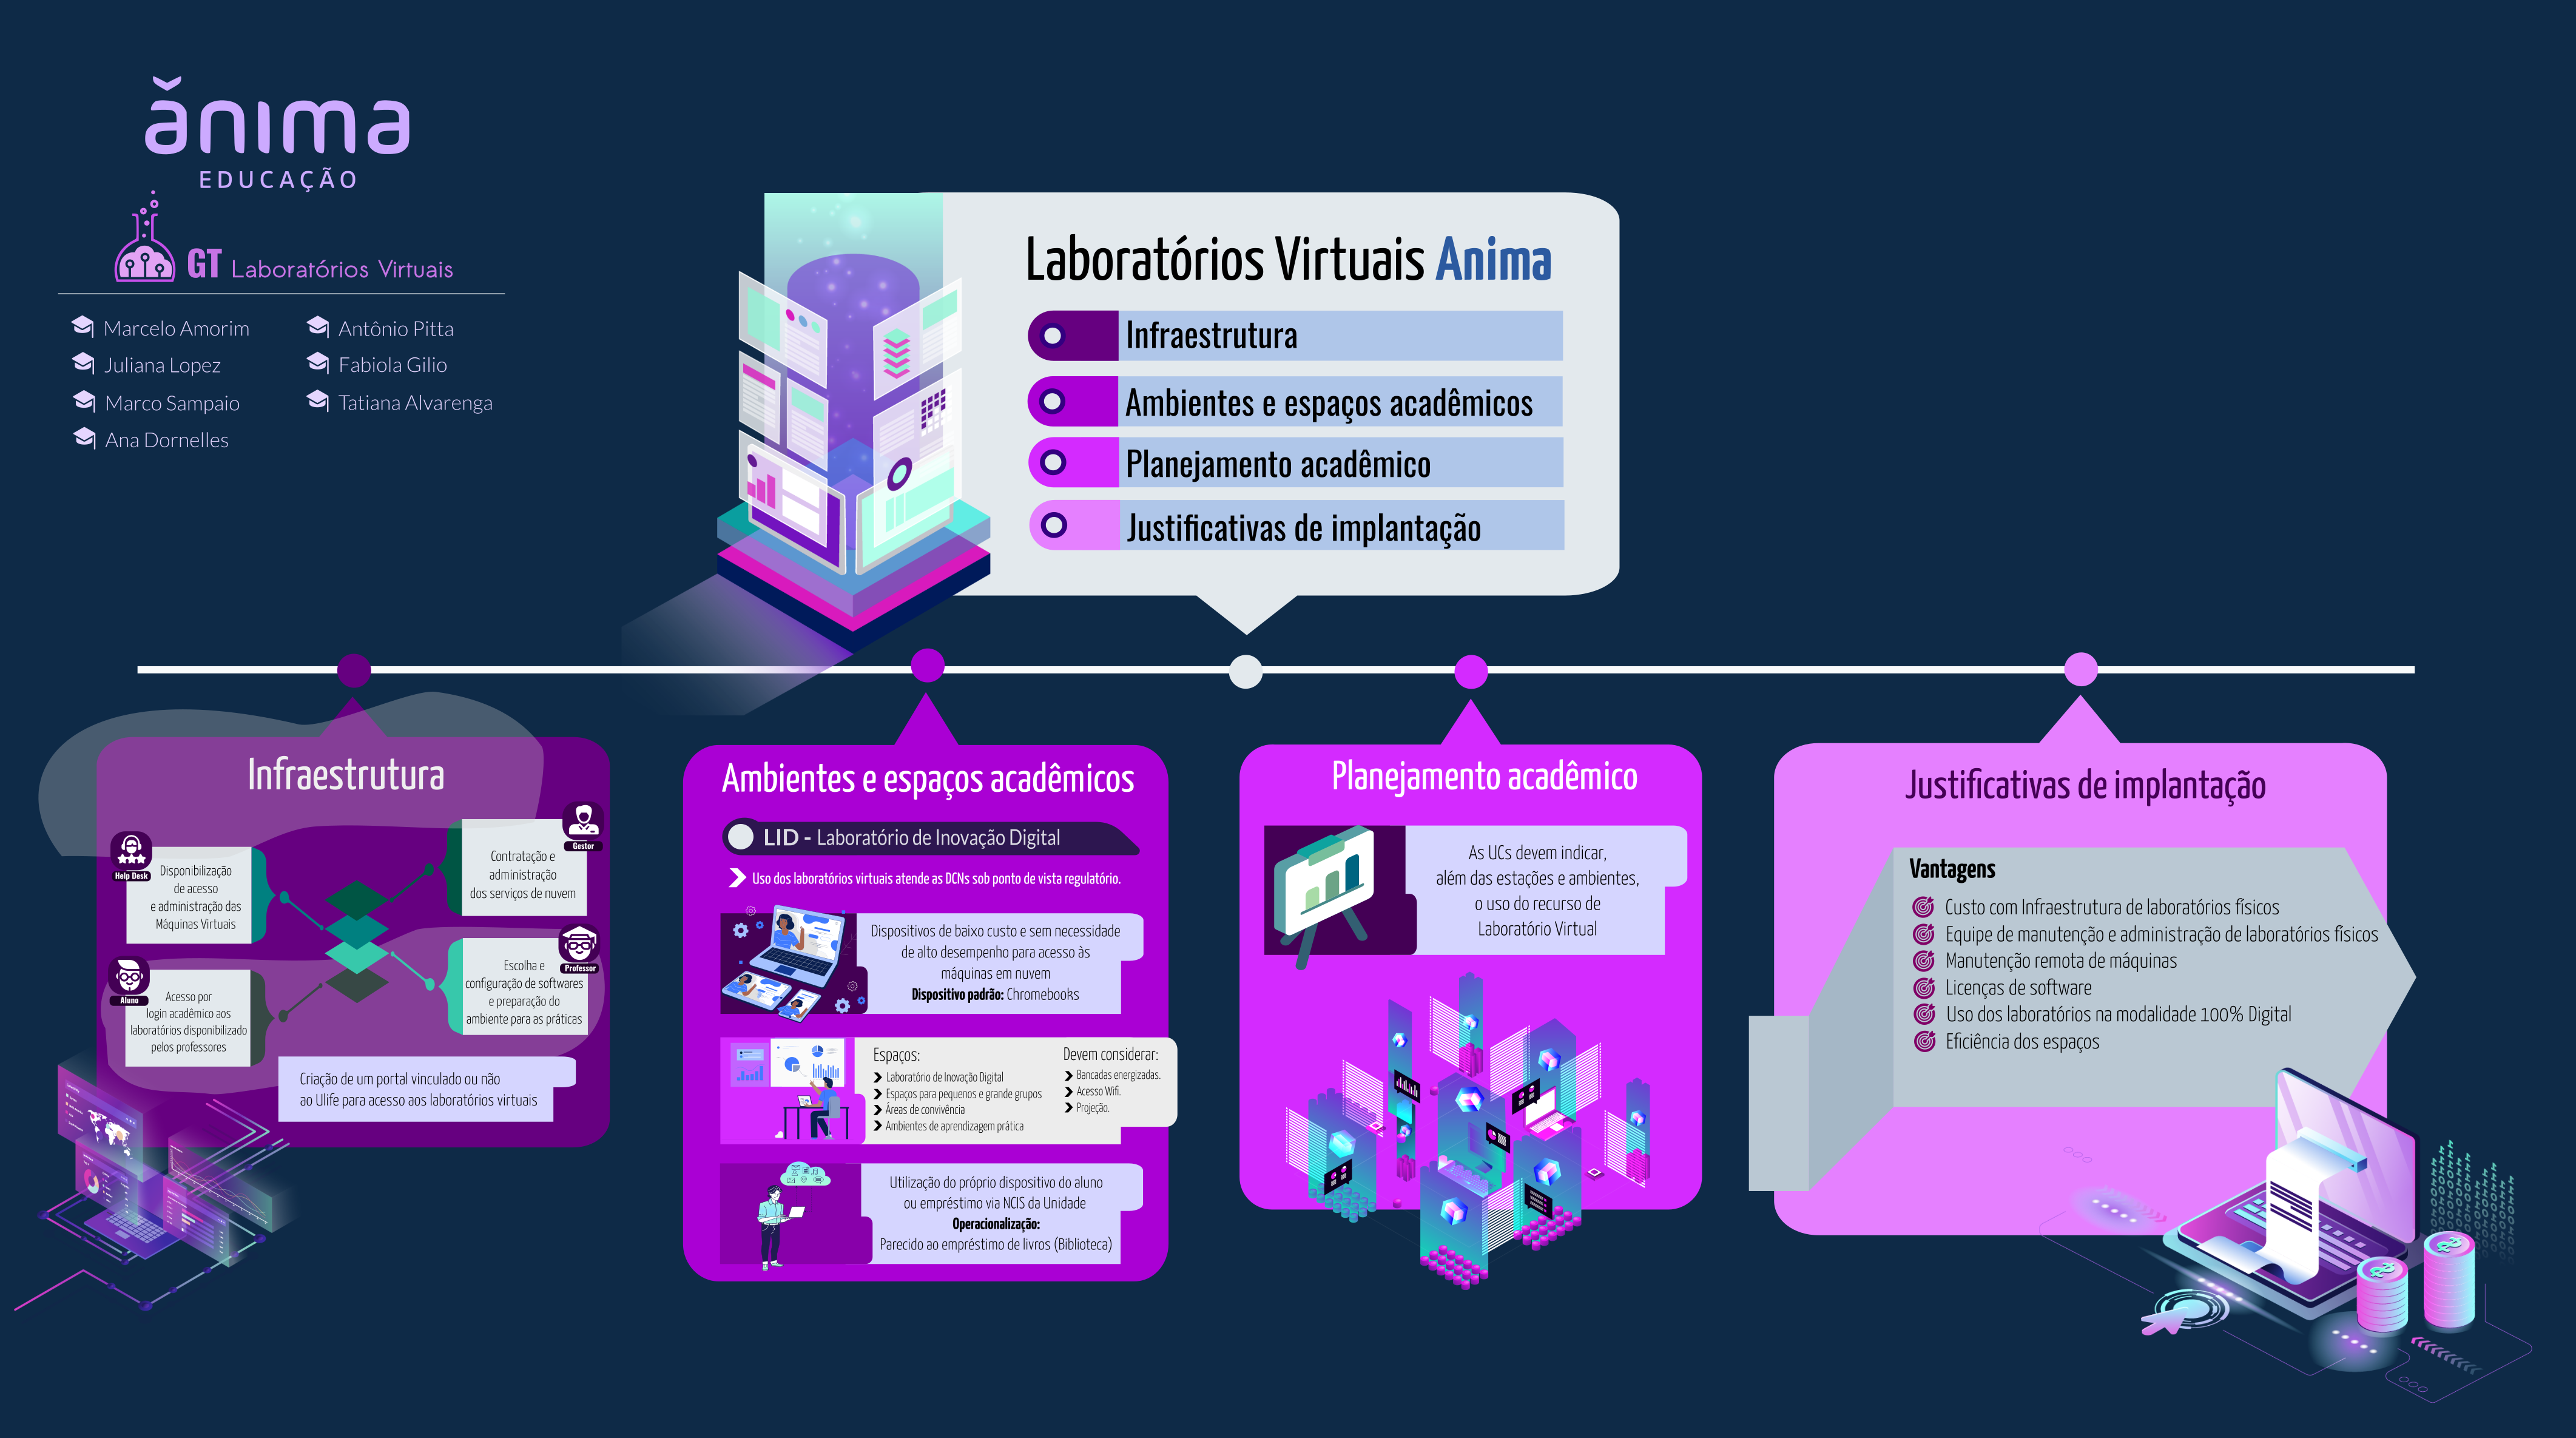 ănıma
EDUCAÇÃO
GT Laboratórios Virtuais
Marcelo Amorim
Juliana Lopez
Marco Sampaio
Ana Dornelles
Antônio Pitta
Fabiola Gilio
Tatiana Alvarenga
Laboratórios Virtuais Anima
Infraestrutura
Ambientes e espaços acadêmicos
Planejamento acadêmico
Justificativas de implantação
Infraestrutura
Help Desk
Disponibilização
de acesso
e administração das
Máquinas Virtuais
Gestor
Contratação e
administração
dos serviços de nuvem
Aluno
Acesso por
login acadêmico aos
laboratórios disponibilizado
pelos professores
Professor
Escolha e
configuração de softwares
e preparação do
ambiente para as práticas
Criação de um portal vinculado ou não
ao Ulife para acesso aos laboratórios virtuais
Ambientes e espaços acadêmicos
LID - Laboratório de Inovação Digital
Uso dos laboratórios virtuais atende as DCNs sob ponto de vista regulatório.
Dispositivos de baixo custo e sem necessidade
de alto desempenho para acesso às
máquinas em nuvem
Dispositivo padrão: Chromebooks
Espaços:
Laboratório de Inovação Digital
Espaços para pequenos e grande grupos
Áreas de convivência
Ambientes de aprendizagem prática
Devem considerar:
Bancadas energizadas.
Acesso Wifi.
Projeção.
Utilização do próprio dispositivo do aluno
ou empréstimo via NCIS da Unidade
Operacionalização:
Parecido ao empréstimo de livros (Biblioteca)
Planejamento acadêmico
As UCs devem indicar,
além das estações e ambientes,
o uso do recurso de
Laboratório Virtual
Justificativas de implantação
Vantagens
Custo com Infraestrutura de laboratórios físicos
Equipe de manutenção e administração de laboratórios físicos
Manutenção remota de máquinas
Licenças de software
Uso dos laboratórios na modalidade 100% Digital
Eficiência dos espaços